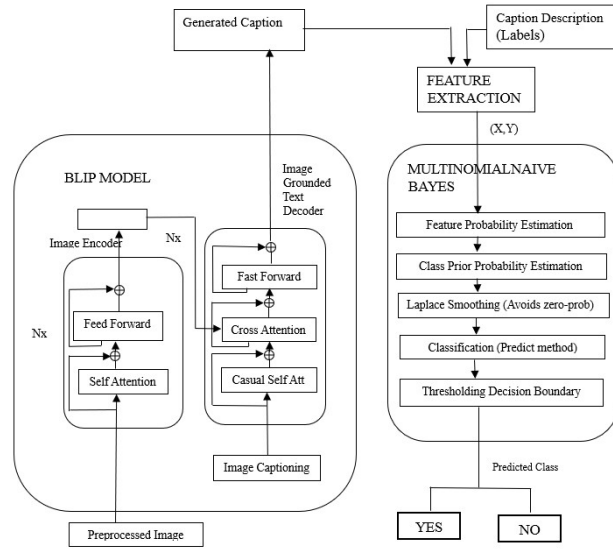 Generated Caption
Caption Description
(Labels)
FEATURE
EXTRACTION
(X,Y)
BLIP MODEL
Image
Grounded
Text
Decoder
Image Encoder
Nx
Nx
Fast Forward
Feed Forward
Cross Attention
Self Attention
Casual Self Att
Image Captioning
Preprocessed Image
MULTINOMIALNAIVE
BAYES
Feature Probability Estimation
Class Prior Probability Estimation
Laplace Smoothing (Avoids zero-prob)
Classification (Predict method)
Thresholding Decision Boundary
Predicted Class
YES
NO